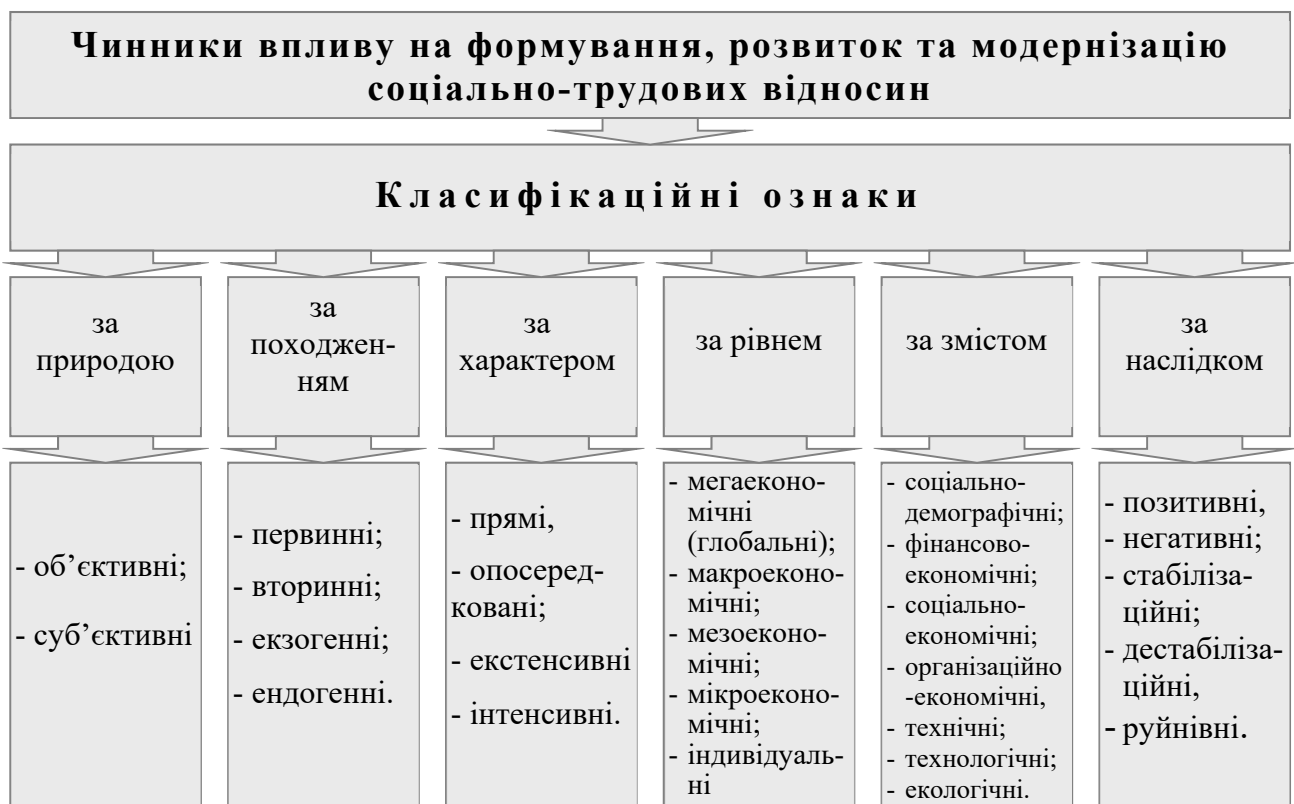 Чинники впливу на формування, розвиток та модернізацію
соціально-трудових відносин
Класифікаційні ознаки
за
природою
за
походжен-
ням
за
характером
за рівнем
за змістом
за
наслідком
- об’єктивні;
- суб’єктивні
- первинні;
- вторинні;
- екзогенні;
- ендогенні.
- прямі,
- опосеред-
ковані;
- екстенсивні
- інтенсивні.
- мегаеконо-
мічні
(глобальні);
- макроеконо-
мічні;
- мезоеконо-
мічні;
- мікроеконо-
мічні;
- індивідуаль-
ні
- соціально-
демографічні;
- фінансово-
економічні;
- соціально-
економічні;
- організаційно
-економічні,
- технічні;
- технологічні;
- екологічні.
- позитивні,
- негативні;
- стабіліза-
ційні;
- дестабіліза-
ційні,
- руйнівні.